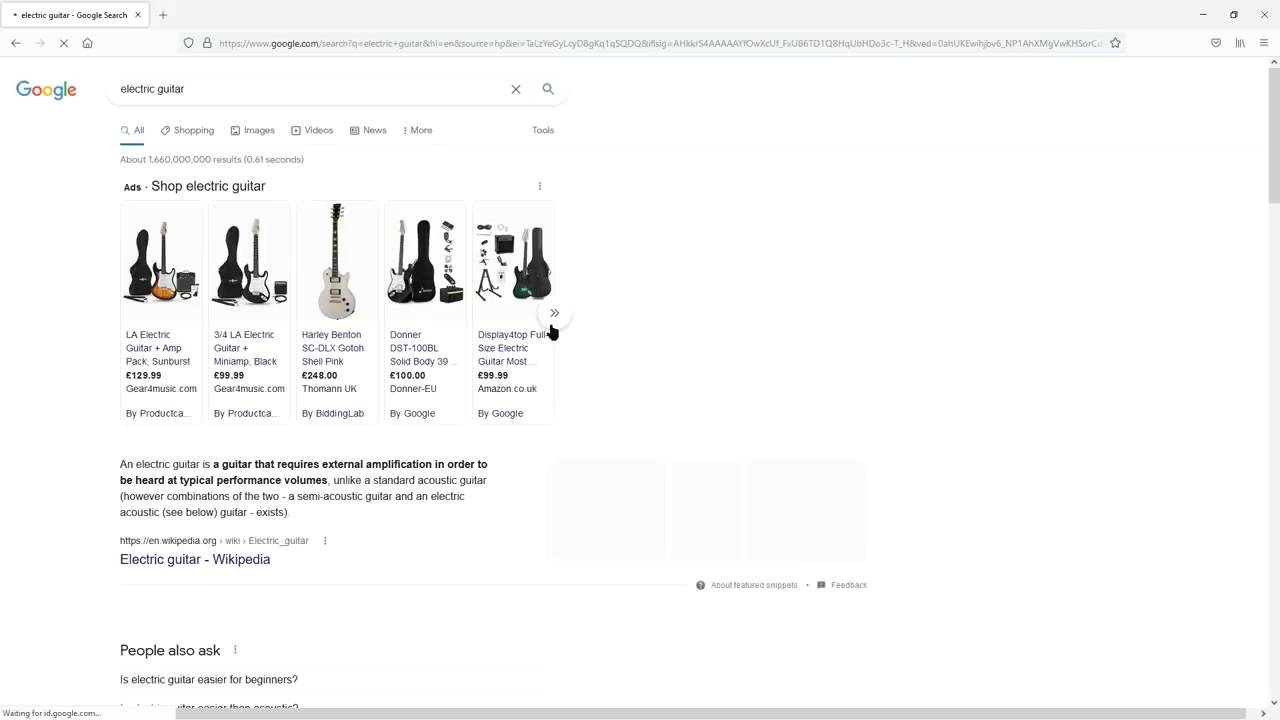 electric guitar - Google Search
https://www.google.com/search?q=electric+guitar&hl=en&source=hp&ei=TaLzYeGyLcyD8gKq1qSQDQ&iflsig=
Google
electric guitar
All Shopping Images Videos News More Tools
About 1,660,000,000 results (0.61 seconds)
Ads · Shop electric guitar
LA Electric
Guitar + Amp
Pack, Sunburst
£129.99
Gear4music.com
By Productca...
3/4 LA Electric
Guitar +
Miniamp, Black
£99.99
Gear4music.com
By Productca...
Harley Benton
SC-DLX Gotoh
Shell Pink
£248.00
Thomann UK
By BiddingLab
Donner
DST-100BL
Solid Body 39 ...
£100.00
Donner-EU
By Google
Display4top Full
Size Electric
Guitar Most ...
£99.99
Amazon.co.uk
By Google
An electric guitar is a guitar that requires external amplification in order to
be heard at typical performance volumes, unlike a standard acoustic guitar
(however combinations of the two - a semi-acoustic guitar and an electric
acoustic (see below) guitar - exists).
https://en.wikipedia.org › wiki › Electric_guitar
Electric guitar - Wikipedia
About featured snippets • Feedback
People also ask
Is electric guitar easier for beginners?
Waiting for id.google.com...